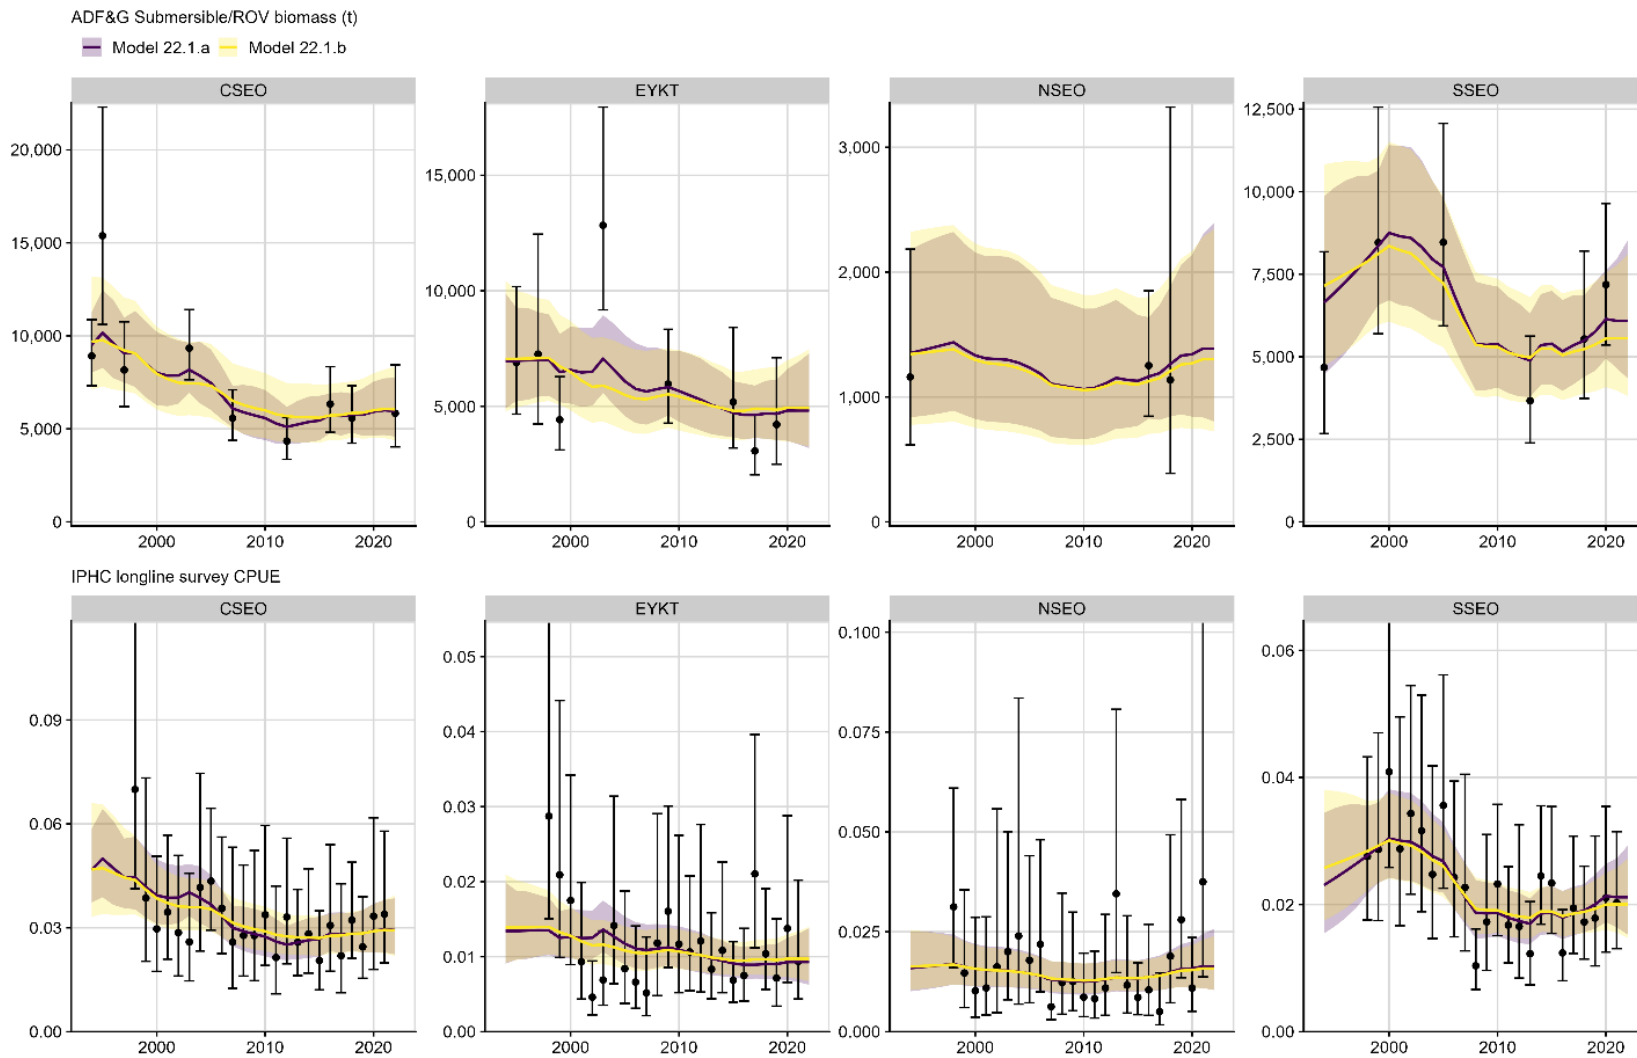 ADF&G Submersible/ROV biomass (t)
Model 22.1.a Model 22.1.b
CSEO EYKT NSEO SSEO
20,000 15,000 10,000 5,000 0
15,000 10,000 5,000 0
3,000 2,000 1,000 0
12,500 10,000 7,500 5,000 2,500 0
2000 2010 2020 2000 2010 2020 2000 2010 2020 2000 2010 2020
IPHC longline survey CPUE
CSEO EYKT NSEO SSEO
0.09 0.06 0.03 0.00
0.05 0.04 0.03 0.02 0.01 0.00
0.100 0.075 0.050 0.025 0.000
0.06 0.04 0.02 0.00
2000 2010 2020 2000 2010 2020 2000 2010 2020 2000 2010 2020